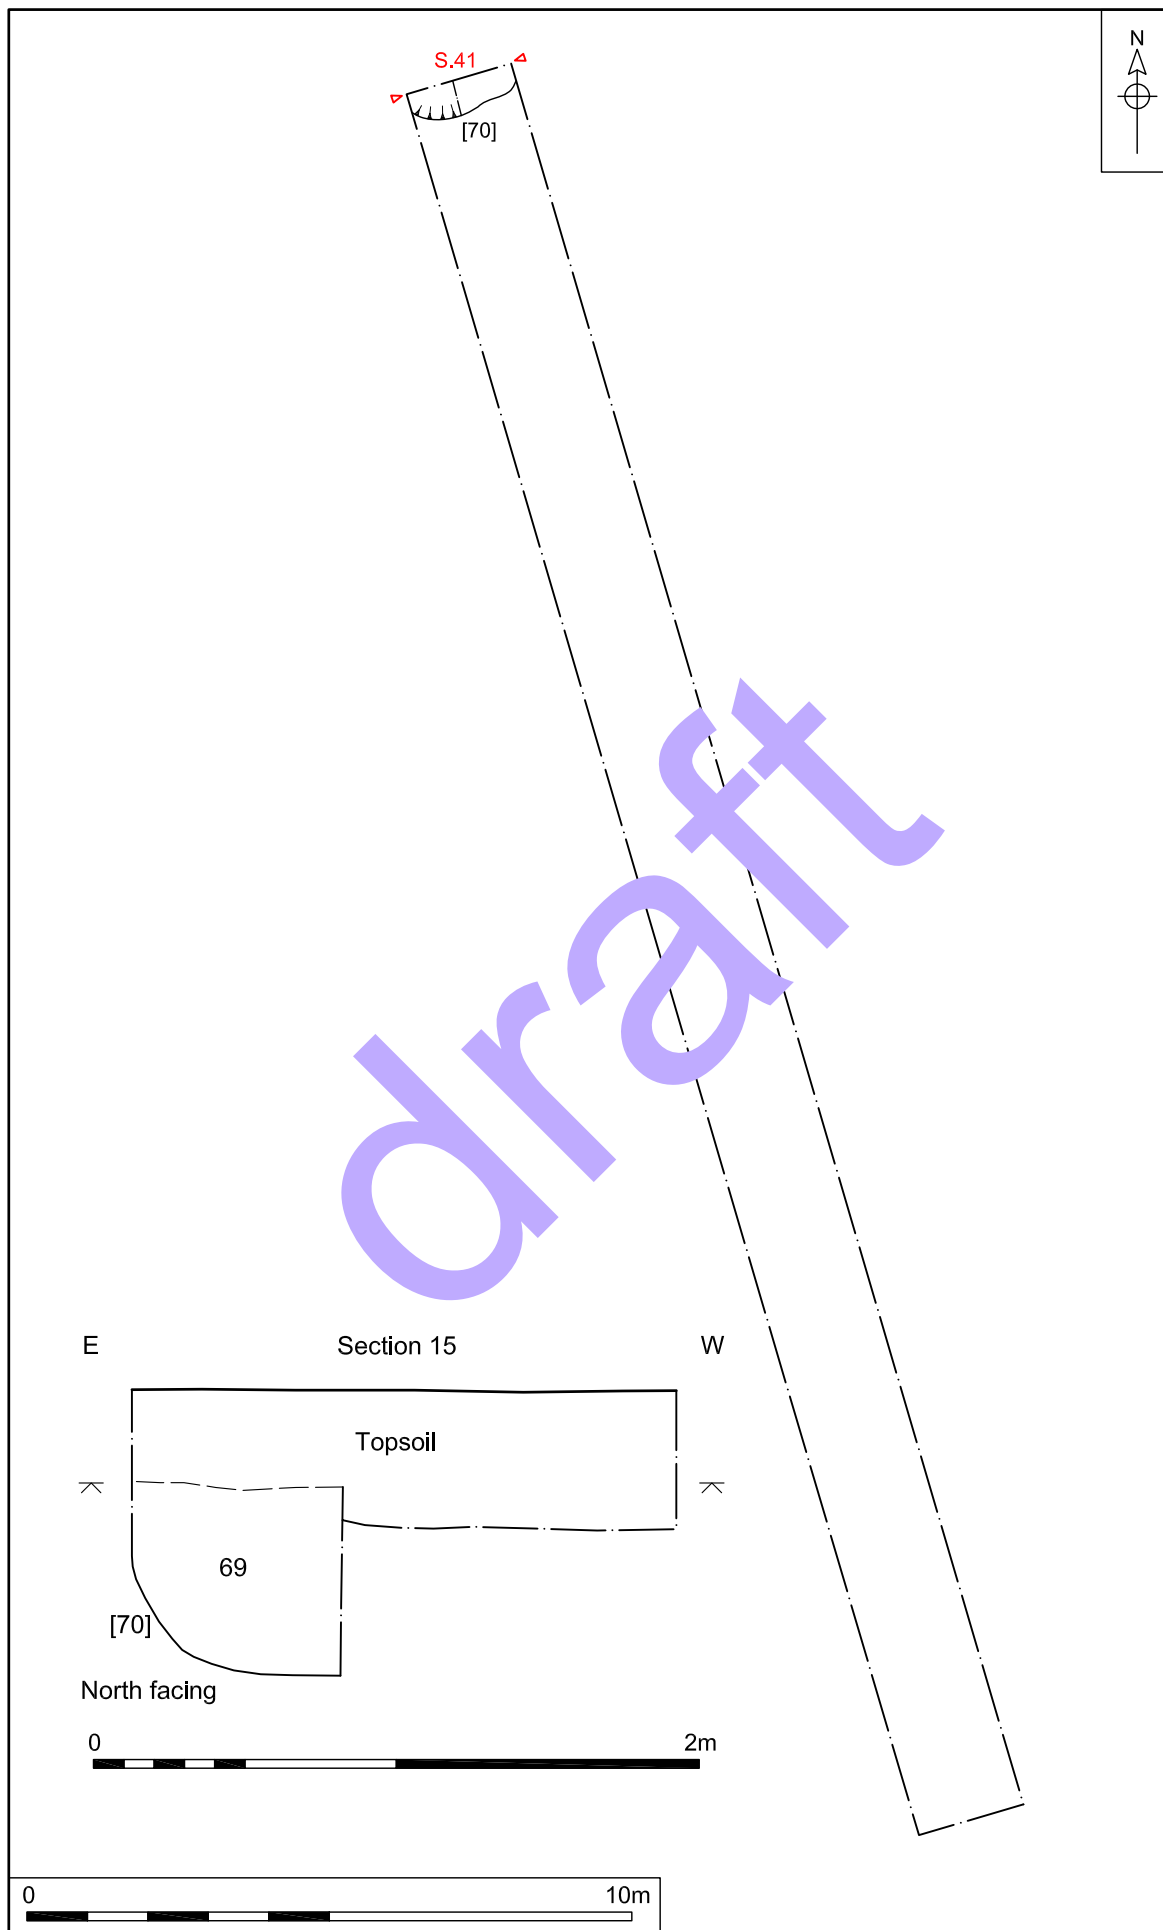 N
S.41
[70]
draft
E Section 15 W
Topsoil
69
[70]
North facing
0 2m
0 10m